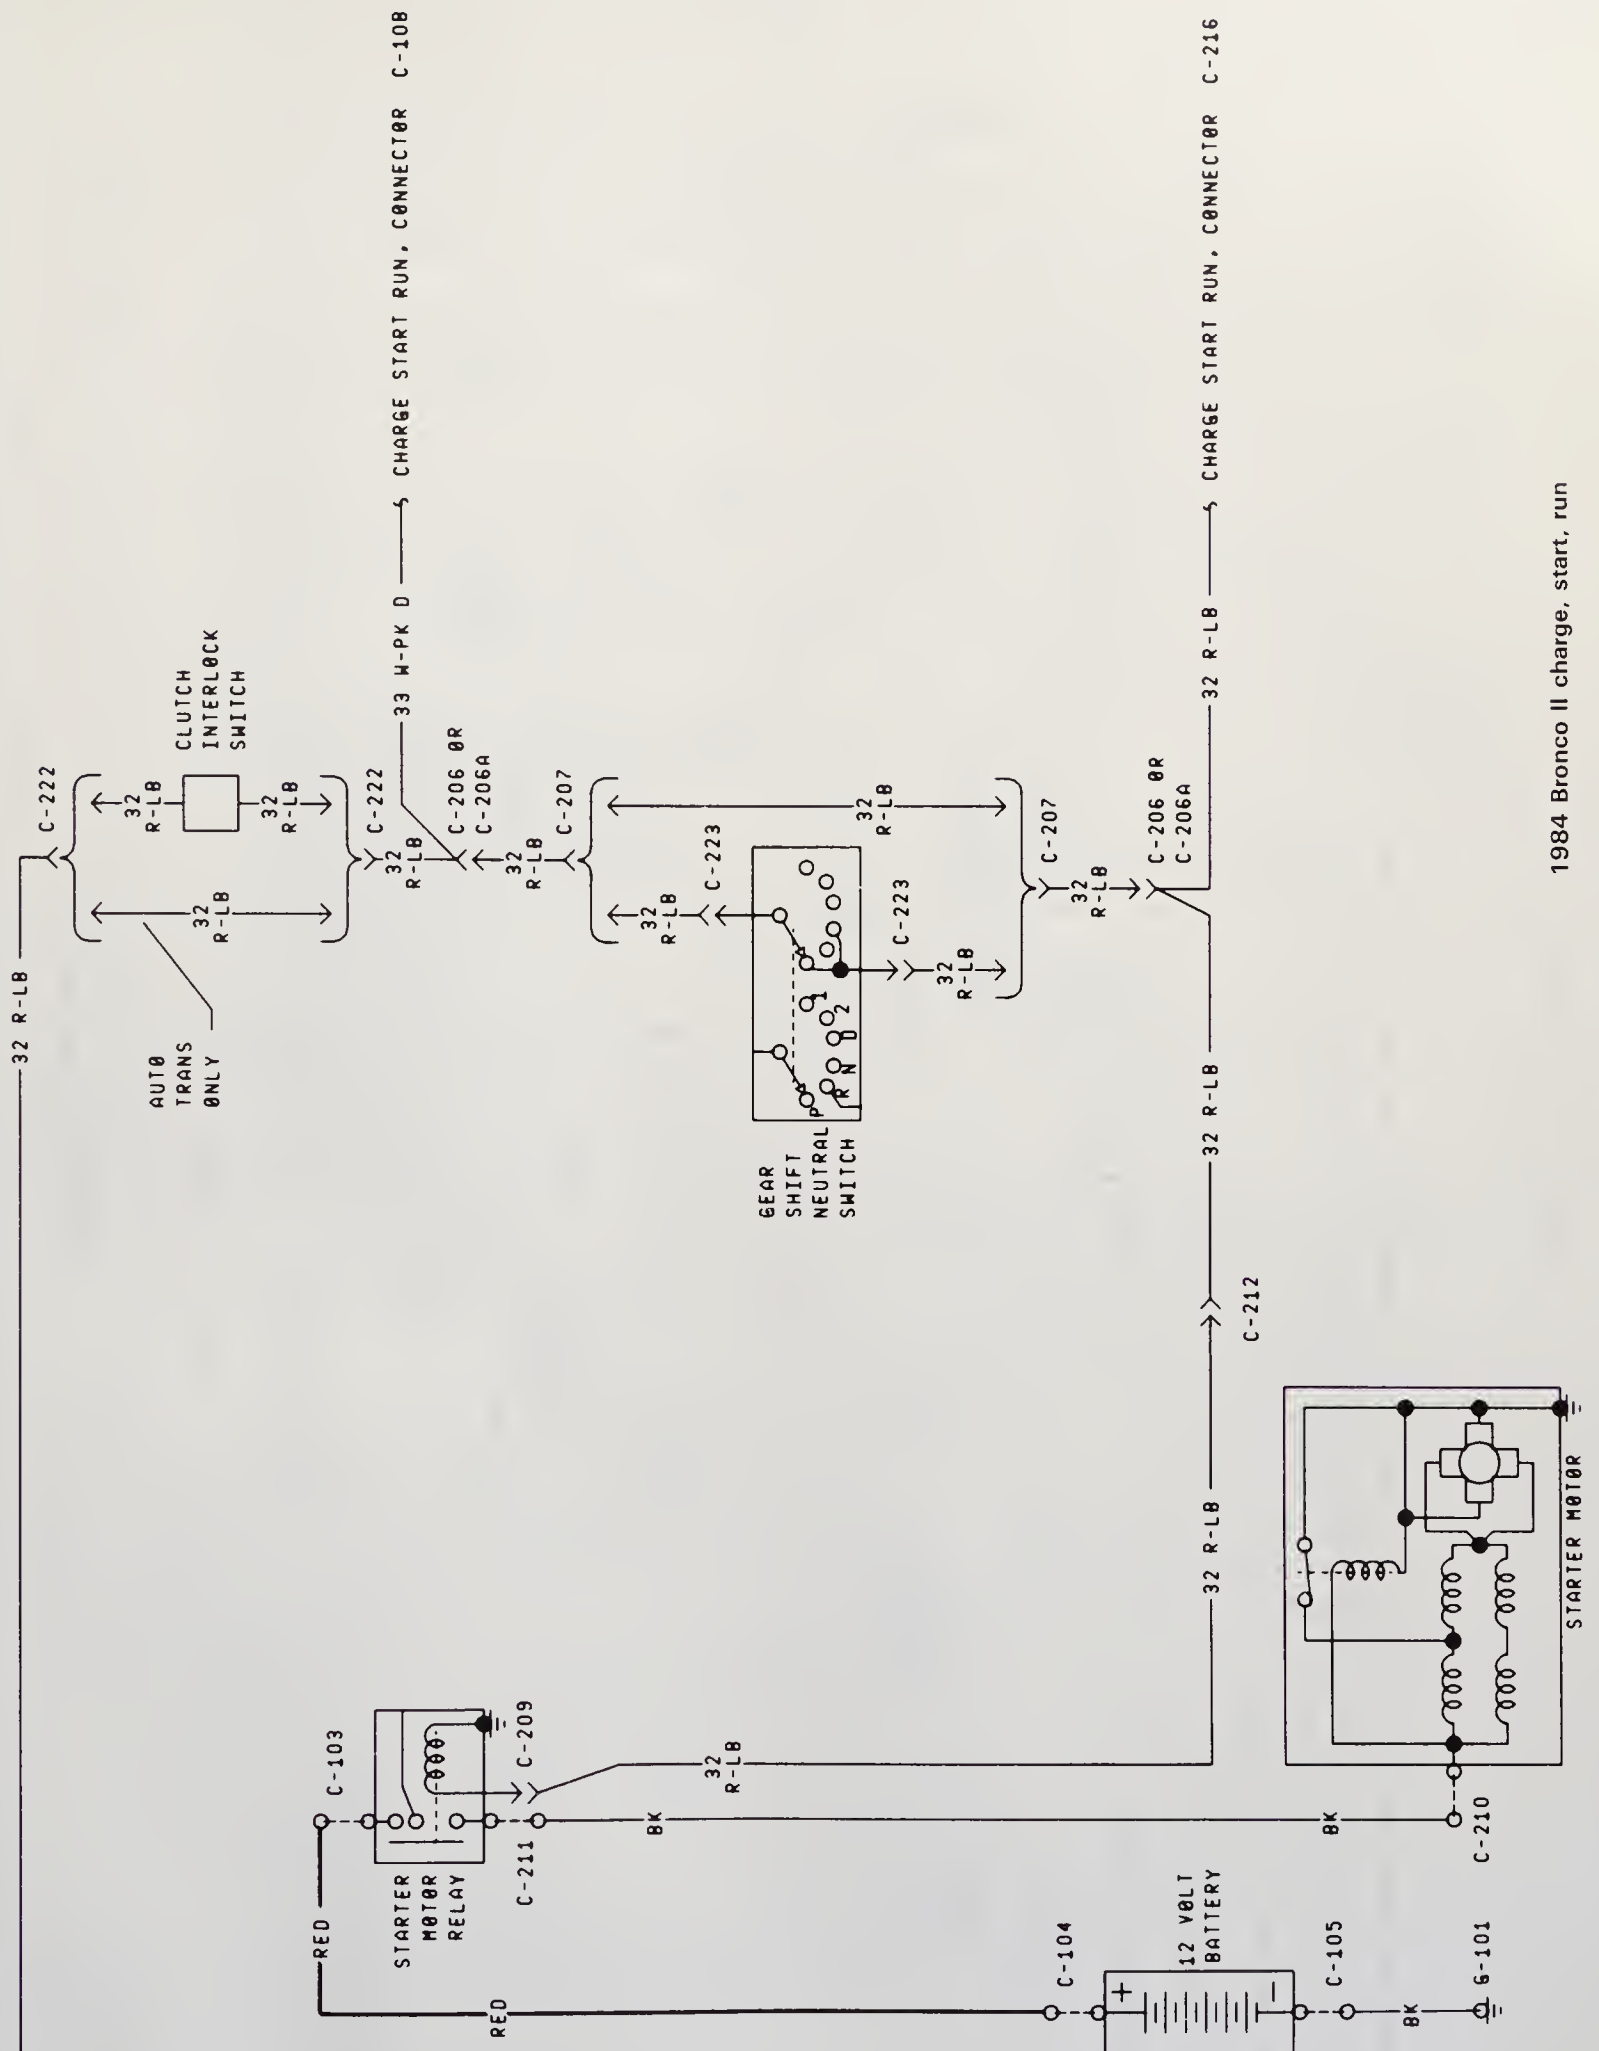 32 R-LB
C-222
32
R-LB
32
R-LB
CLUTCH
INTERLOCK
SWITCH
32
R-LB
AUTO
TRANS
ONLY
C-222
32
R-LB
33 W-PK D
CHARGE START RUN, CONNECTOR C-108
C-206 OR
C-206A
32
R-LB
C-207
32
R-LB
C-223
32
R-LB
GEAR
SHIFT
NEUTRAL
SWITCH
P
R
N
D
2
1
C-223
32
R-LB
C-207
32
R-LB
C-206 OR
C-206A
32 R-LB
CHARGE START RUN, CONNECTOR C-216
32 R-LB
C-212
32 R-LB
32
R-LB
C-103
C-209
STARTER
MOTOR
RELAY
C-211
RED
RED
BK
BK
C-210
STARTER MOTOR
C-104
+
12 VOLT
BATTERY
-
C-105
BK
G-101
1984 Bronco II charge, start, run